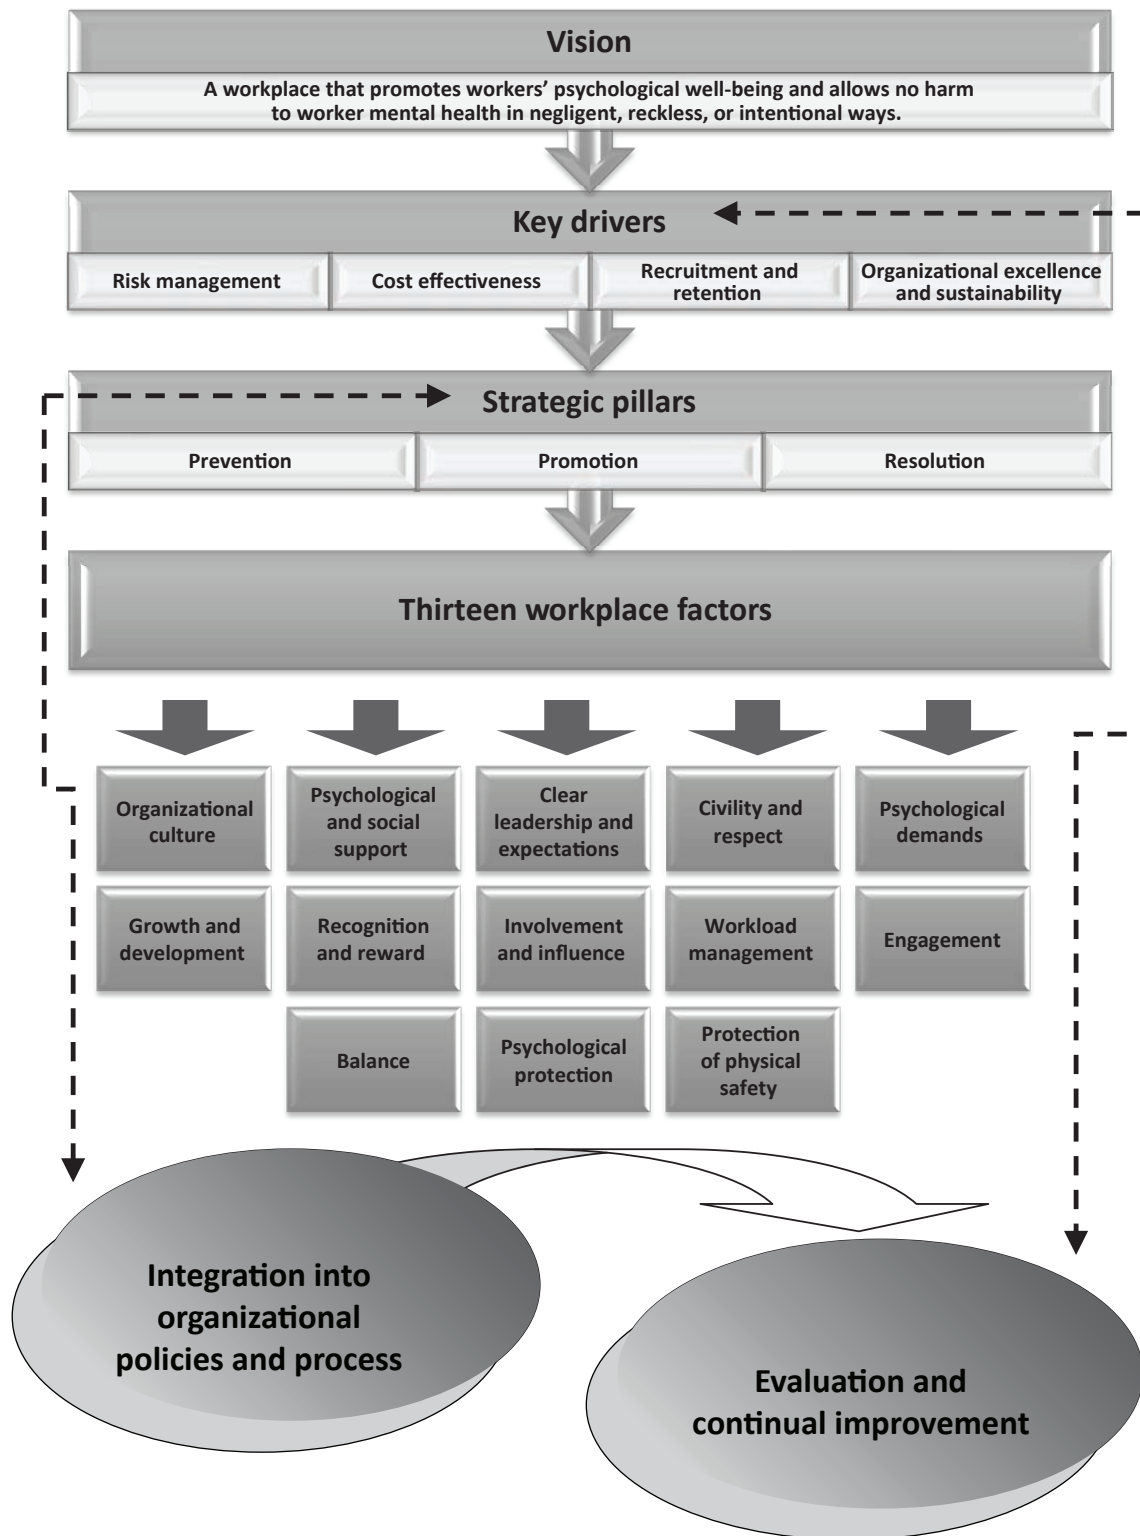 Vision
A workplace that promotes workers’ psychological well-being and allows no harm
to worker mental health in negligent, reckless, or intentional ways.
Key drivers
Risk management
Cost effectiveness
Recruitment and
retention
Organizational excellence
and sustainability
Strategic pillars
Prevention
Promotion
Resolution
Thirteen workplace factors
Organizational
culture
Psychological
and social
support
Clear
leadership and
expectations
Civility and
respect
Psychological
demands
Growth and
development
Recognition
and reward
Involvement
and influence
Workload
management
Engagement
Balance
Psychological
protection
Protection
of physical
safety
Integration into
organizational
policies and process
Evaluation and
continual improvement